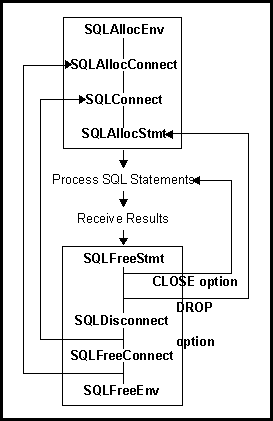 SQLAllocEnv
SQLAllocConnect
SQLConnect
SQLAllocStmt
Process SQL Statements
Receive Results
SQLFreeStmt
CLOSE option
DROP
SQLDisconnect
option
SQLFreeConnect
SQLFreeEnv